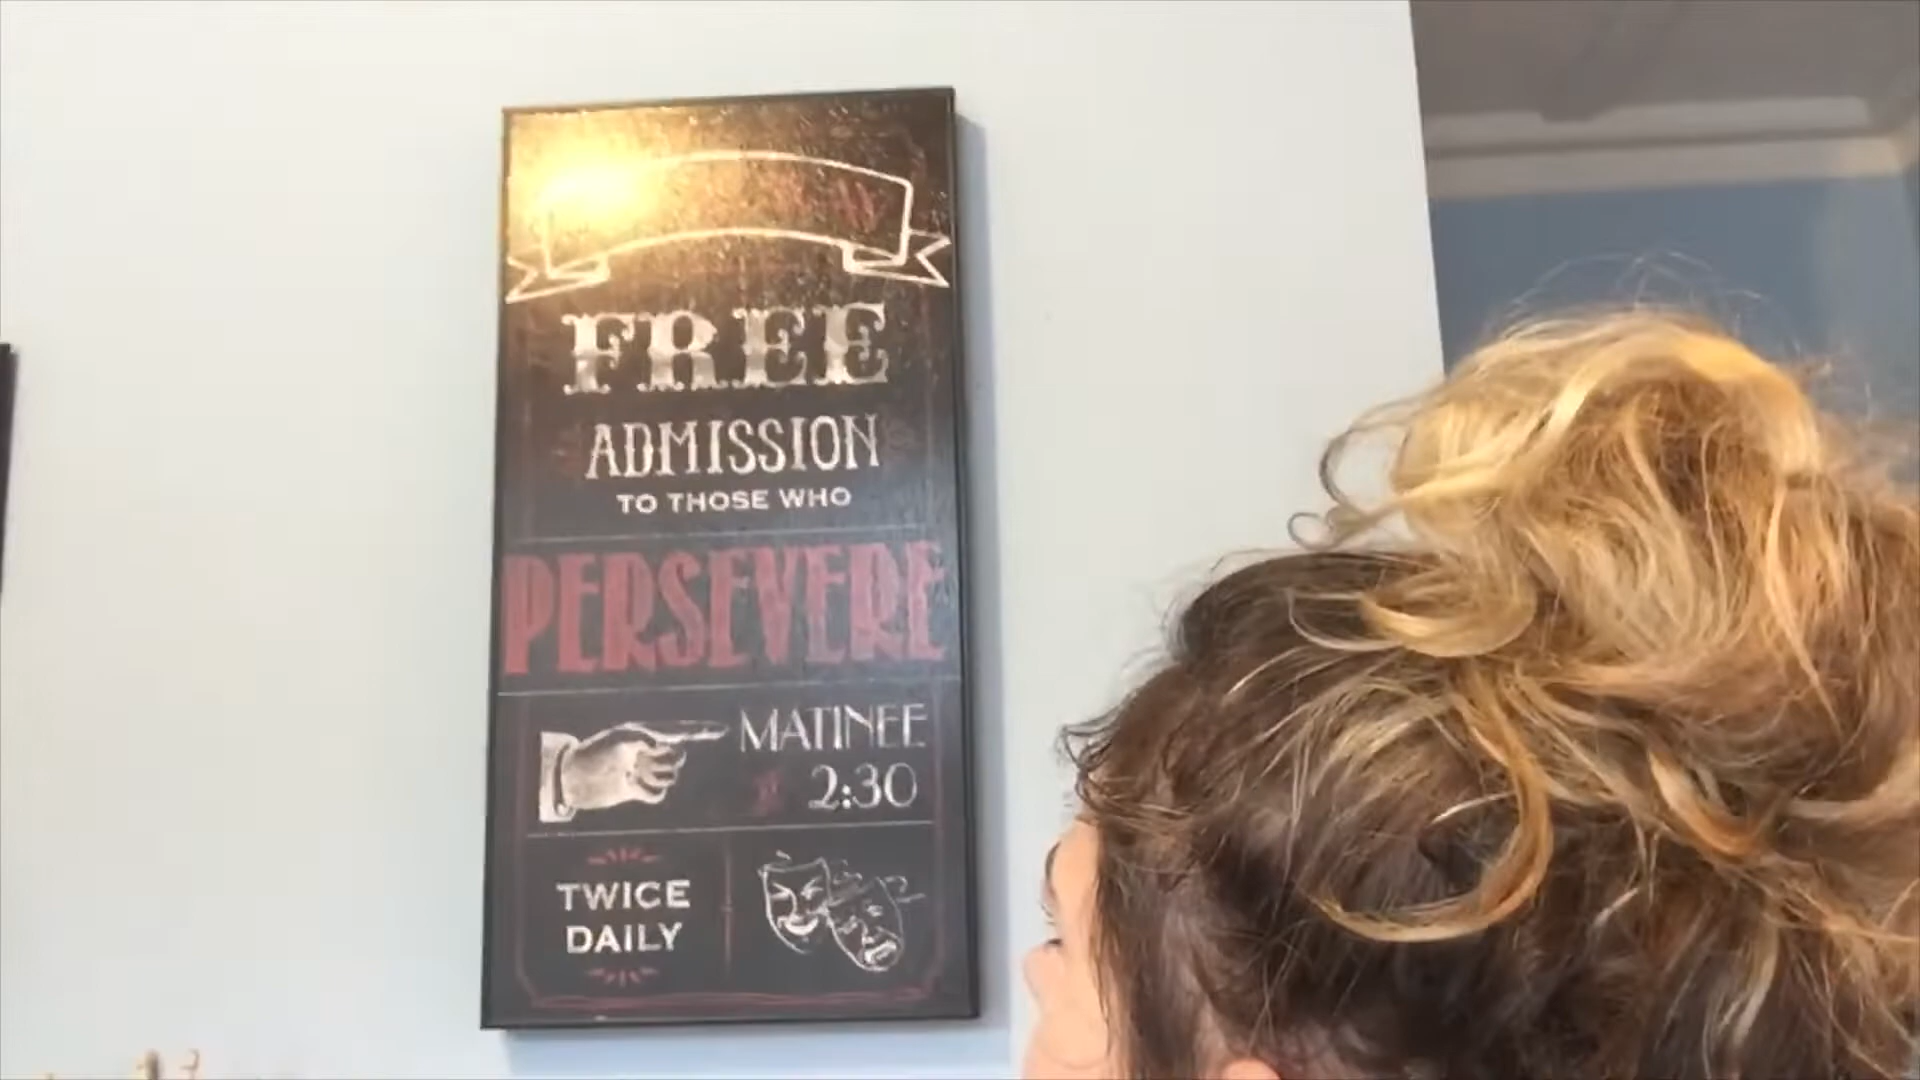 FREE
ADMISSION
TO THOSE WHO
PERSEVERE
MATINEE
2:30
TWICE
DAILY